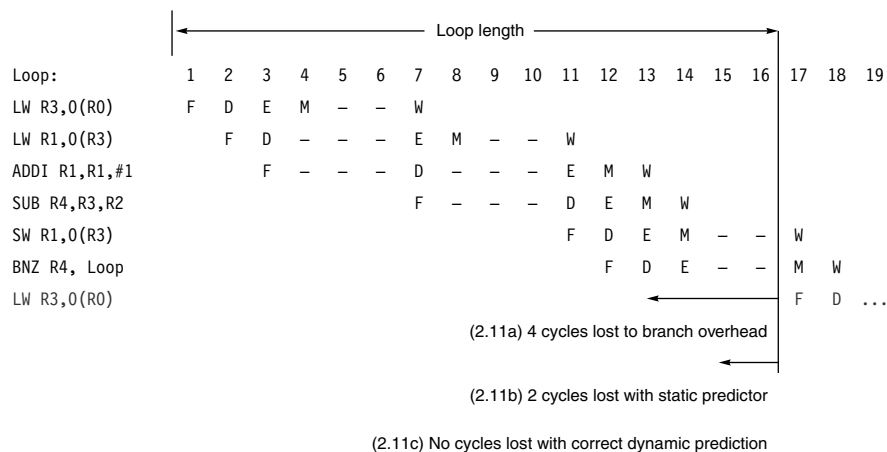 Loop length
Loop: 1 2 3 4 5 6 7 8 9 10 11 12 13 14 15 16 17 18 19
LW R3,0(R0) F D E M – – W
LW R1,0(R3) F D – – – E M – – W
ADDI R1,R1,#1 F – – – D – – – E M W
SUB R4,R3,R2 F – – – D E M W
SW R1,0(R3) F D E M – – W
BNZ R4, Loop F D E – – M W
LW R3,0(R0) F D ...
(2.11a) 4 cycles lost to branch overhead
(2.11b) 2 cycles lost with static predictor
(2.11c) No cycles lost with correct dynamic prediction